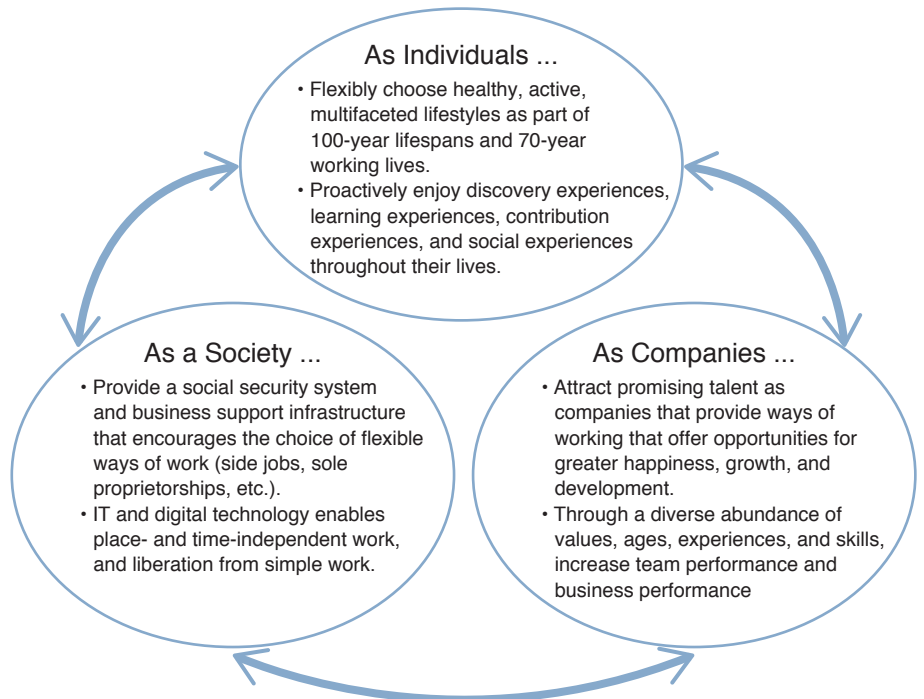 As Individuals ...
• Flexibly choose healthy, active,
multifaceted lifestyles as part of
100-year lifespans and 70-year
working lives.
• Proactively enjoy discovery experiences,
learning experiences, contribution
experiences, and social experiences
throughout their lives.
As a Society ...
• Provide a social security system
and business support infrastructure
that encourages the choice of flexible
ways of work (side jobs, sole
proprietorships, etc.).
• IT and digital technology enables
place- and time-independent work,
and liberation from simple work.
As Companies ...
• Attract promising talent as
companies that provide ways of
working that offer opportunities for
greater happiness, growth, and
development.
• Through a diverse abundance of
values, ages, experiences, and skills,
increase team performance and
business performance